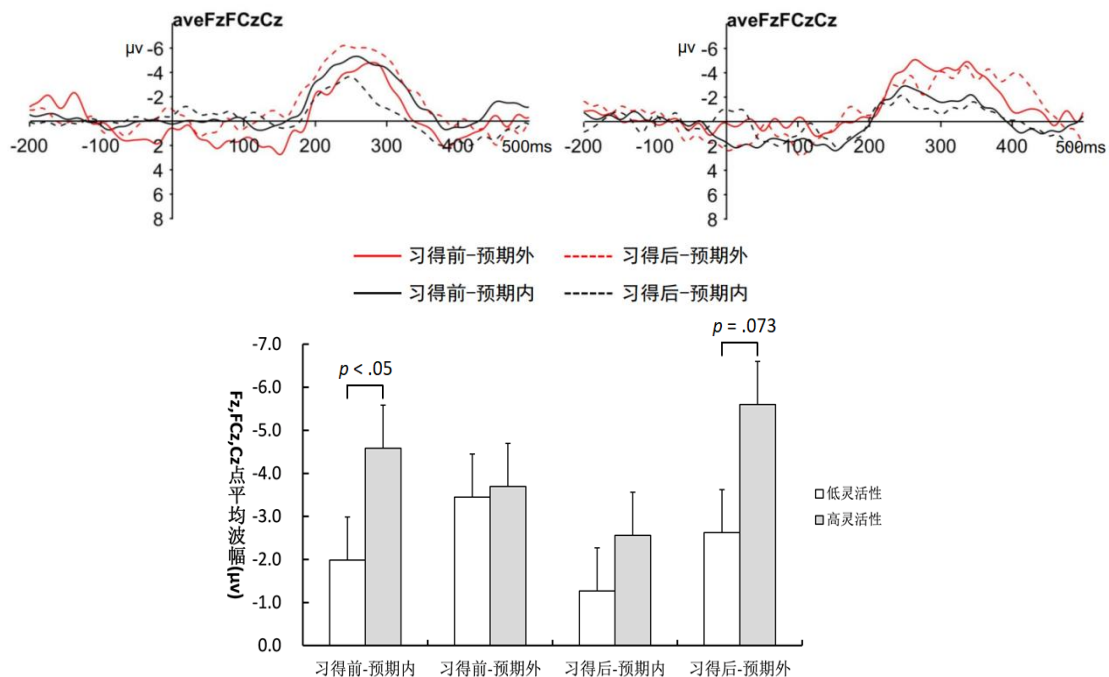 aveFzFCzCz
μv
-6
-4
-2
2
4
6
8
-200
-100
100
200
300
400
500ms
aveFzFCzCz
μv
-6
-4
-2
2
4
6
8
-200
-100
100
200
300
400
500ms
习得前-预期外
习得后-预期外
习得前-预期内
习得后-预期内
Fz,FCz,Cz点平均波幅(μv)
-7.0
-6.0
-5.0
-4.0
-3.0
-2.0
-1.0
0.0
p < .05
p = .073
低灵活性
高灵活性
习得前-预期内
习得前-预期外
习得后-预期内
习得后-预期外